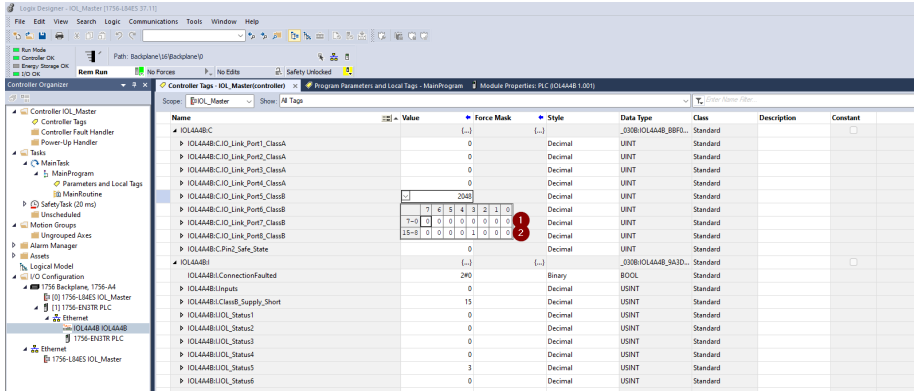 Logix Designer - IOL_Master [1756-L84ES 37.11]
File Edit View Search Logic Communications Tools Window Help
Run Mode
Controller OK
Energy Storage OK
I/O OK
Path: Backplane\16\Backplane\0
Rem Run No Forces No Edits Safety Unlocked
Controller Organizer
Controller Tags - IOL_Master(controller) Program Parameters and Local Tags - MainProgram Module Properties: PLC (IOL4A4B 1.001)
Scope: IOL_Master Show: All Tags Enter Name Filter...
Name Value Force Mask Style Data Type Class Description Constant
IOL4A4B:C {...} {...} _030B:IOL4A4B_BBF0... Standard
IOL4A4B:C.IO_Link_Port1_ClassA 0 Decimal UINT Standard
IOL4A4B:C.IO_Link_Port2_ClassA 0 Decimal UINT Standard
IOL4A4B:C.IO_Link_Port3_ClassA 0 Decimal UINT Standard
IOL4A4B:C.IO_Link_Port4_ClassA 0 Decimal UINT Standard
IOL4A4B:C.IO_Link_Port5_ClassB 2048 Decimal UINT Standard
IOL4A4B:C.IO_Link_Port6_ClassB 7 6 5 4 3 2 1 0 Decimal UINT Standard
IOL4A4B:C.IO_Link_Port7_ClassB 7-0 0 0 0 0 0 0 0 0 1 Decimal UINT Standard
IOL4A4B:C.IO_Link_Port8_ClassB 15-8 0 0 0 0 1 0 0 0 2 Decimal UINT Standard
IOL4A4B:C.Pin2_Safe_State 0 Decimal UINT Standard
IOL4A4B:I {...} {...} _030B:IOL4A4B_9A3D... Standard
IOL4A4B:I.ConnectionFaulted 2#0 Binary BOOL Standard
IOL4A4B:I.Inputs 0 Decimal USINT Standard
IOL4A4B:I.ClassB_Supply_Short 15 Decimal USINT Standard
IOL4A4B:I.IOL_Status1 0 Decimal USINT Standard
IOL4A4B:I.IOL_Status2 0 Decimal USINT Standard
IOL4A4B:I.IOL_Status3 0 Decimal USINT Standard
IOL4A4B:I.IOL_Status4 0 Decimal USINT Standard
IOL4A4B:I.IOL_Status5 3 Decimal USINT Standard
IOL4A4B:I.IOL_Status6 0 Decimal USINT Standard
Controller IOL_Master
Controller Tags
Controller Fault Handler
Power-Up Handler
Tasks
MainTask
MainProgram
Parameters and Local Tags
MainRoutine
SafetyTask (20 ms)
Unscheduled
Motion Groups
Ungrouped Axes
Alarm Manager
Assets
Logical Model
I/O Configuration
1756 Backplane, 1756-A4
[0] 1756-L84ES IOL_Master
[1] 1756-EN3TR PLC
Ethernet
IOL4A4B IOL4A4B
1756-EN3TR PLC
Ethernet
1756-L84ES IOL_Master